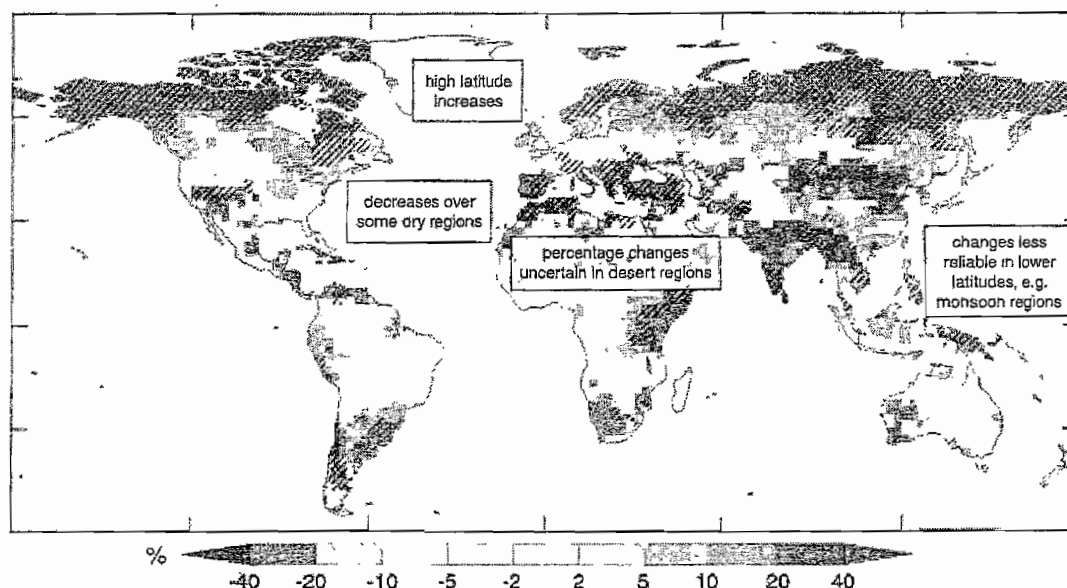 high latitude
increases
decreases over
some dry regions
percentage changes
uncertain in desert regions
changes less
reliable in lower
latitudes, e.g.
monsoon regions
% -40 -20 -10 -5 -2 2 5 10 20 40